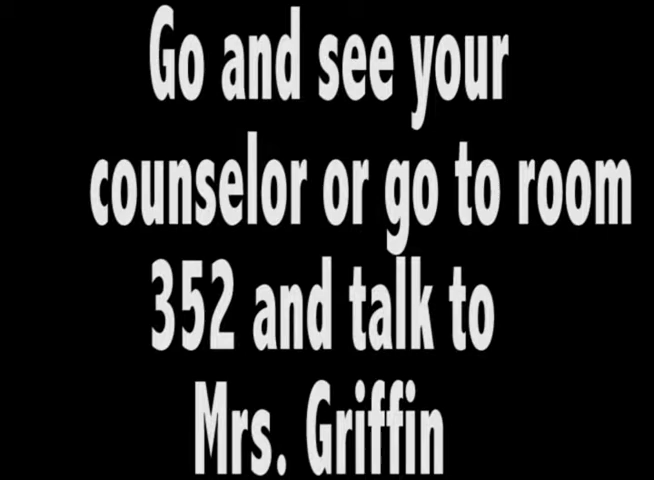 Go and see your
counselor or go to room
352 and talk to
Mrs. Griffin